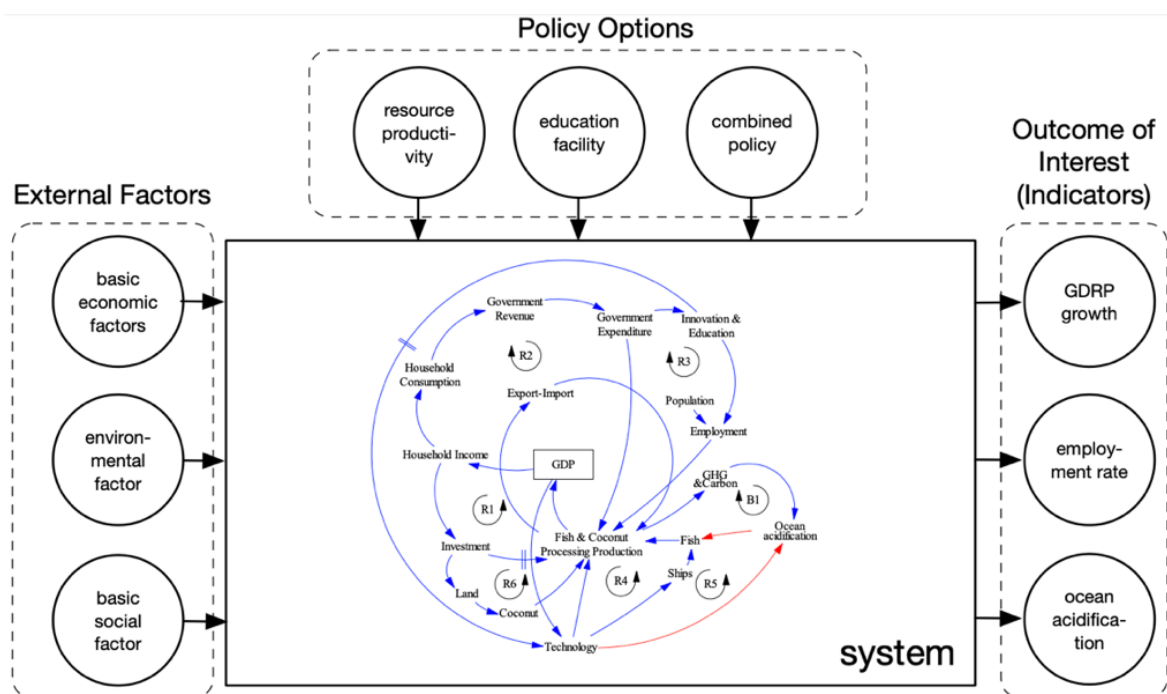 Policy Options
resource
producti-
vity
education
facility
combined
policy
External Factors
basic
economic
factors
environ-
mental
factor
basic
social
factor
Outcome of
Interest
(Indicators)
GDRP
growth
employ-
ment rate
ocean
acidifica-
tion
Government
Revenue
Government
Expenditure
Innovation &
Education
R2
R3
Household
Consumption
Export-Import
Population
Employment
Household Income
GDP
GHG
&Carbon
B1
R1
Fish & Coconut
Processing Production
Fish
Ocean
acidification
Investment
R6
R4
Ships
R5
Land
Coconut
Technology
system